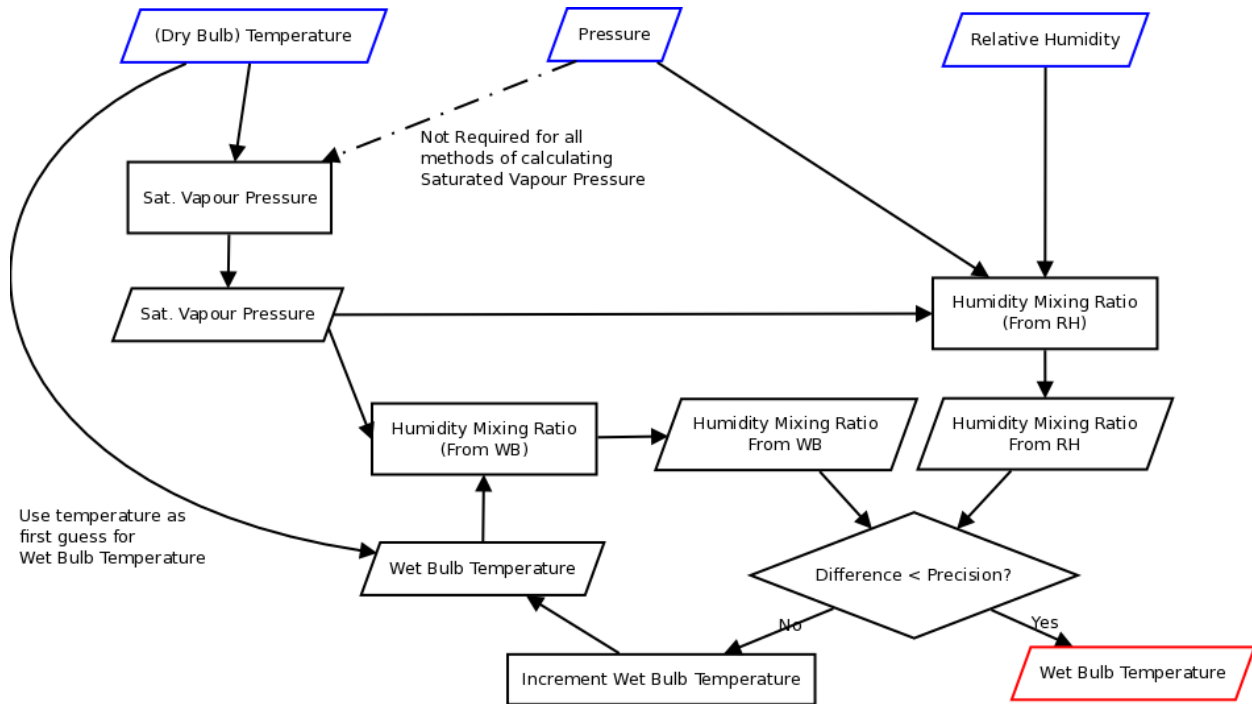 (Dry Bulb) Temperature
Pressure
Relative Humidity
Not Required for all
methods of calculating
Saturated Vapour Pressure
Sat. Vapour Pressure
Sat. Vapour Pressure
Humidity Mixing Ratio
(From RH)
Humidity Mixing Ratio
(From WB)
Humidity Mixing Ratio
From WB
Humidity Mixing Ratio
From RH
Use temperature as
first guess for
Wet Bulb Temperature
Wet Bulb Temperature
Difference < Precision?
No
Yes
Increment Wet Bulb Temperature
Wet Bulb Temperature